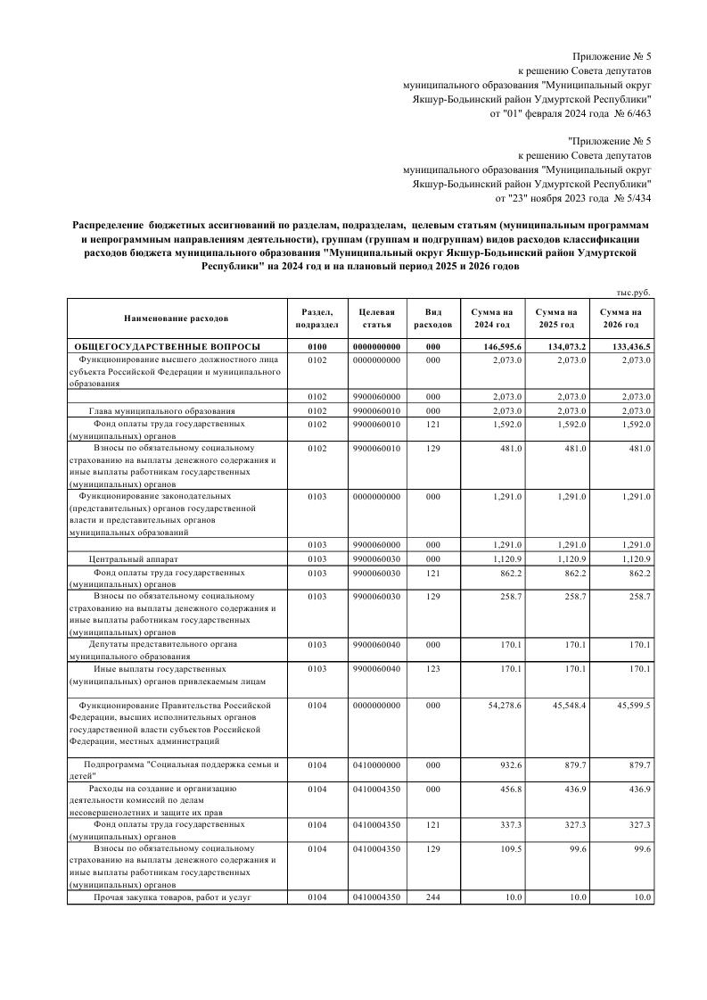 Приложение № 5
к решению Совета депутатов
муниципального образования "Муниципальный округ
Якшур-Бодьинский район Удмуртской Республики"
от "01" февраля 2024 года № 6/463
"Приложение № 5
к решению Совета депутатов
муниципального образования "Муниципальный округ
Якшур-Бодьинский район Удмуртской Республики"
от "23" ноября 2023 года № 5/434
Распределение бюджетных ассигнований по разделам, подразделам, целевым статьям (муниципальным программам
и непрограммным направлениям деятельности), группам (группам и подгруппам) видов расходов классификации
расходов бюджета муниципального образования "Муниципальный округ Якшур-Бодьинский район Удмуртской
Республики" на 2024 год и на плановый период 2025 и 2026 годов
тыс.руб.
Наименование расходов Раздел, подраздел Целевая статья Вид расходов Сумма на 2024 год Сумма на 2025 год Сумма на 2026 год
ОБЩЕГОСУДАРСТВЕННЫЕ ВОПРОСЫ 0100 0000000000 000 146,595.6 134,073.2 133,436.5
Функционирование высшего должностного лица 0102 0000000000 000 2,073.0 2,073.0 2,073.0
субъекта Российской Федерации и муниципального
образования
0102 9900060000 000 2,073.0 2,073.0 2,073.0
Глава муниципального образования 0102 9900060010 000 2,073.0 2,073.0 2,073.0
Фонд оплаты труда государственных 0102 9900060010 121 1,592.0 1,592.0 1,592.0
(муниципальных) органов
Взносы по обязательному социальному 0102 9900060010 129 481.0 481.0 481.0
страхованию на выплаты денежного содержания и
иные выплаты работникам государственных
(муниципальных) органов
Функционирование законодательных 0103 0000000000 000 1,291.0 1,291.0 1,291.0
(представительных) органов государственной
власти и представительных органов
муниципальных образований
0103 9900060000 000 1,291.0 1,291.0 1,291.0
Центральный аппарат 0103 9900060030 000 1,120.9 1,120.9 1,120.9
Фонд оплаты труда государственных 0103 9900060030 121 862.2 862.2 862.2
(муниципальных) органов
Взносы по обязательному социальному 0103 9900060030 129 258.7 258.7 258.7
страхованию на выплаты денежного содержания и
иные выплаты работникам государственных
(муниципальных) органов
Депутаты представительного органа 0103 9900060040 000 170.1 170.1 170.1
муниципального образования
Иные выплаты государственных 0103 9900060040 123 170.1 170.1 170.1
(муниципальных) органов привлекаемым лицам
Функционирование Правительства Российской 0104 0000000000 000 54,278.6 45,548.4 45,599.5
Федерации, высших исполнительных органов
государственной власти субъектов Российской
Федерации, местных администраций
Подпрограмма "Социальная поддержка семьи и 0104 0410000000 000 932.6 879.7 879.7
детей"
Расходы на создание и организацию 0104 0410004350 000 456.8 436.9 436.9
деятельности комиссий по делам
несовершенолетних и защите их прав
Фонд оплаты труда государственных 0104 0410004350 121 337.3 327.3 327.3
(муниципальных) органов
Взносы по обязательному социальному 0104 0410004350 129 109.5 99.6 99.6
страхованию на выплаты денежного содержания и
иные выплаты работникам государственных
(муниципальных) органов
Прочая закупка товаров, работ и услуг 0104 0410004350 244 10.0 10.0 10.0